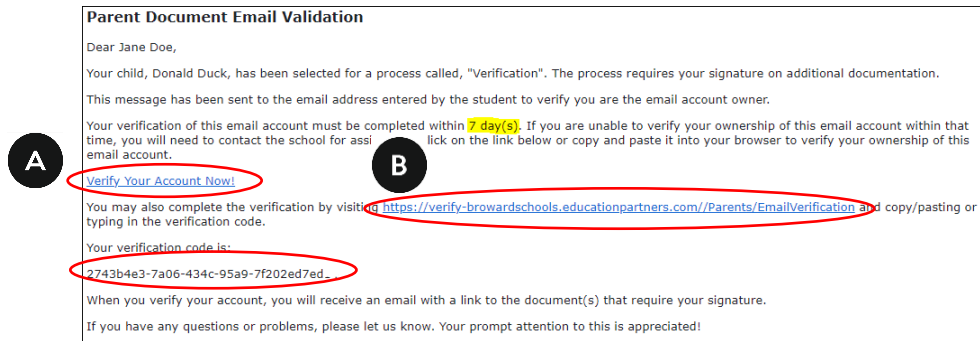 Parent Document Email Validation
Dear Jane Doe,
Your child, Donald Duck, has been selected for a process called, "Verification". The process requires your signature on additional documentation.
This message has been sent to the email address entered by the student to verify you are the email account owner.
Your verification of this email account must be completed within 7 day(s). If you are unable to verify your ownership of this email account within that
time, you will need to contact the school for assi lick on the link below or copy and paste it into your browser to verify your ownership of this
email account.
A
B
Verify Your Account Now!
You may also complete the verification by visiting https://verify-browardschools.educationpartners.com//Parents/EmailVerification and copy/pasting or
typing in the verification code.
Your verification code is:
2743b4e3-7a06-434c-95a9-7f202ed7ed
When you verify your account, you will receive an email with a link to the document(s) that require your signature.
If you have any questions or problems, please let us know. Your prompt attention to this is appreciated!